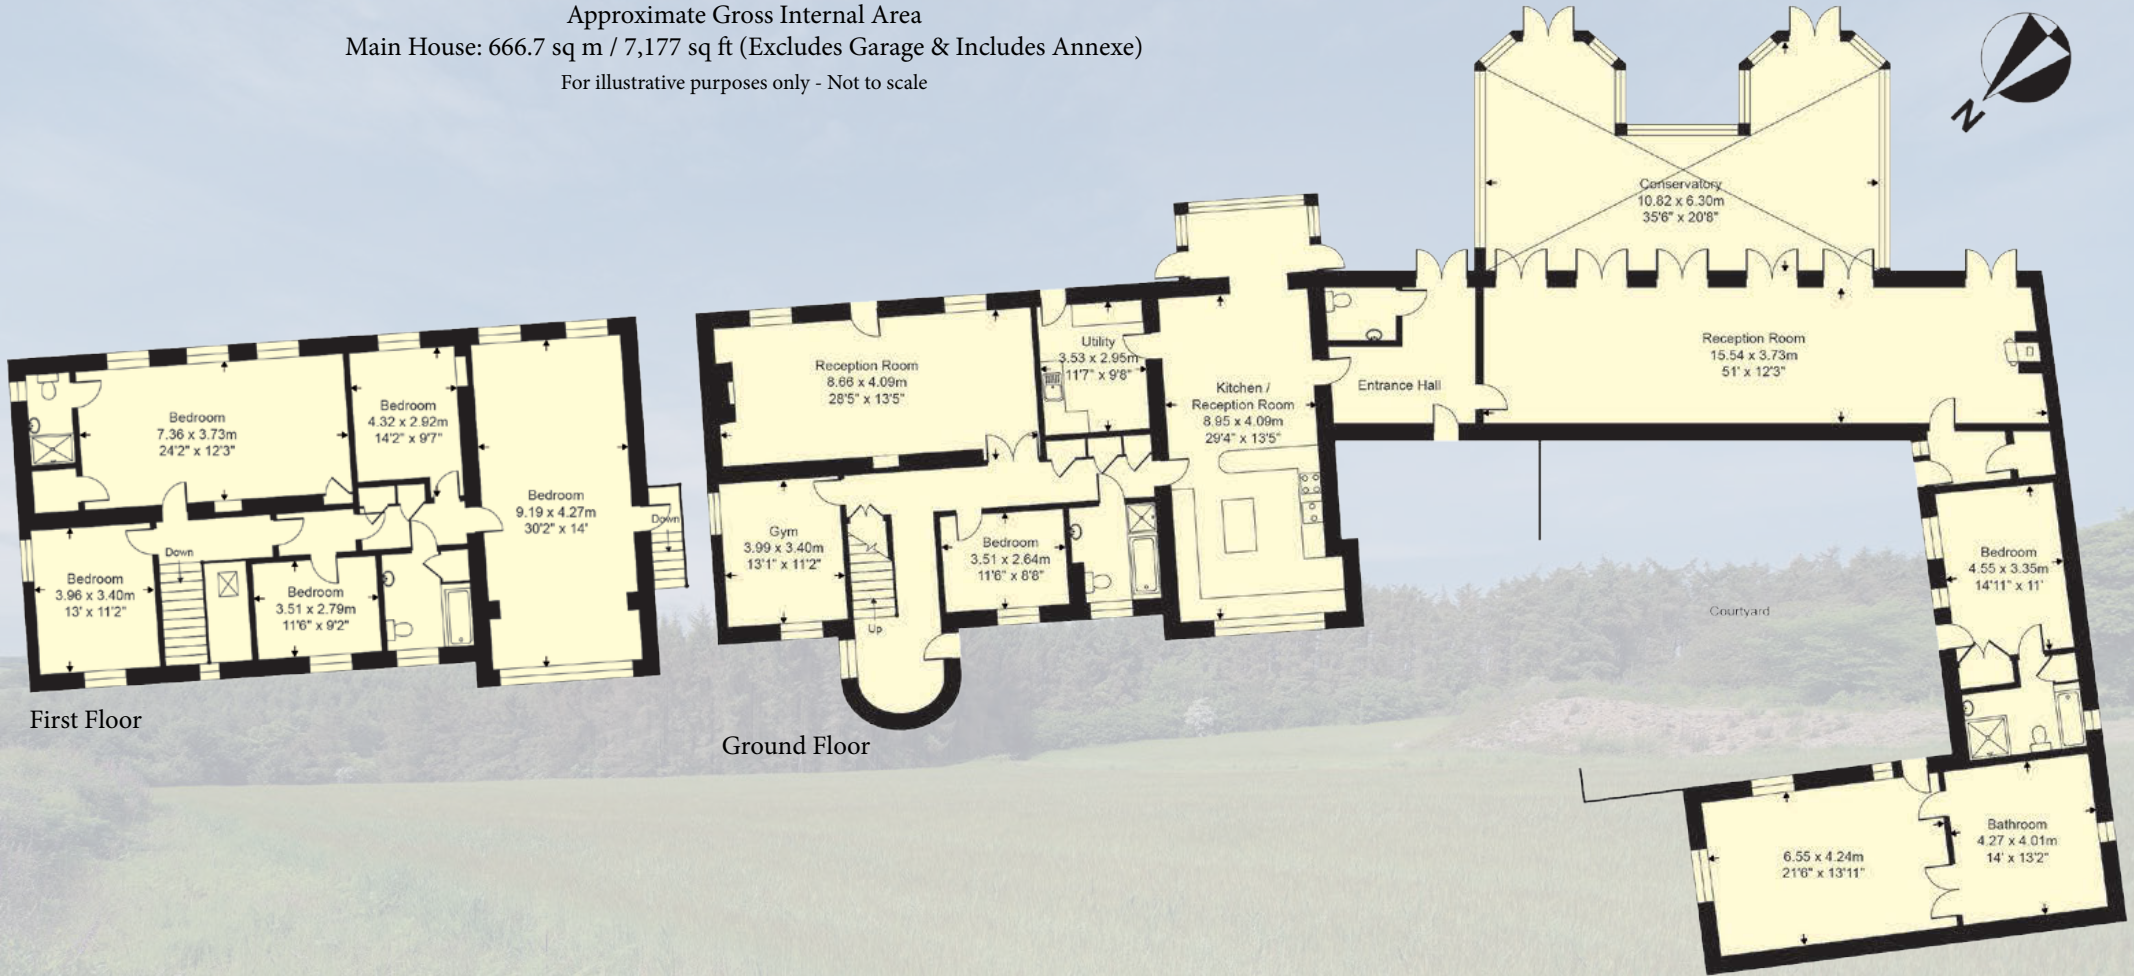 Approximate Gross Internal Area
Main House: 666.7 sq m / 7,177 sq ft (Excludes Garage & Includes Annexe)
For illustrative purposes only - Not to scale
N
Conservatory
10.82 x 6.30m
35'6" x 20'8"
Reception Room
15.54 x 3.73m
51' x 12'3"
Entrance Hall
Kitchen /
Reception Room
8.95 x 4.09m
29'4" x 13'5"
Utility
3.53 x 2.95m
11'7" x 9'8"
Reception Room
8.66 x 4.09m
28'5" x 13'5"
Gym
3.99 x 3.40m
13'1" x 11'2"
Up
Bedroom
3.51 x 2.64m
11'6" x 8'8"
Bedroom
7.36 x 3.73m
24'2" x 12'3"
Bedroom
4.32 x 2.92m
14'2" x 9'7"
Bedroom
9.19 x 4.27m
30'2" x 14'
Down
Down
Bedroom
3.96 x 3.40m
13' x 11'2"
Bedroom
3.51 x 2.79m
11'6" x 9'2"
First Floor
Ground Floor
Courtyard
Bedroom
4.55 x 3.35m
14'11" x 11'
Bathroom
4.27 x 4.01m
14' x 13'2"
6.55 x 4.24m
21'6" x 13'11"